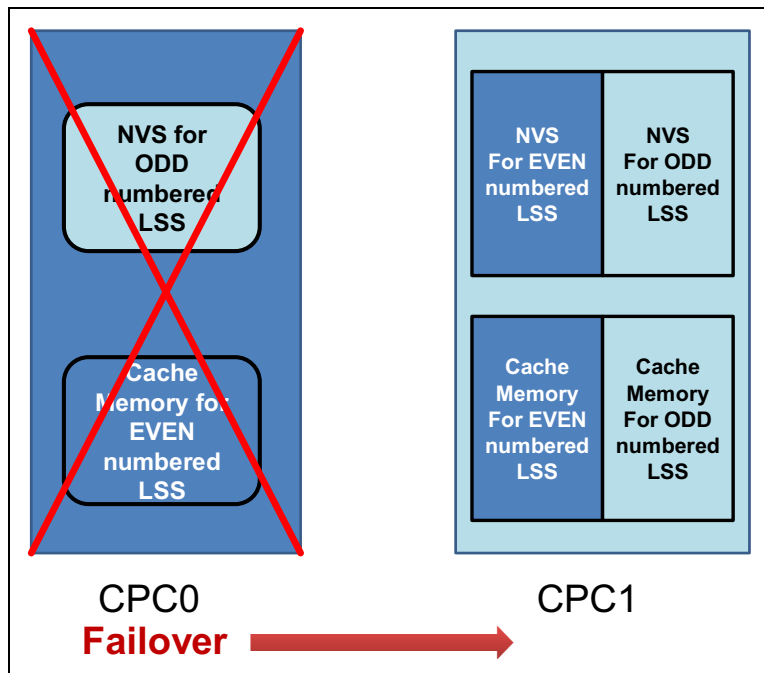 NVS for
ODD
numbered
LSS
Cache
Memory for
EVEN
numbered
LSS
NVS
For EVEN
numbered
LSS
NVS
For ODD
numbered
LSS
Cache
Memory
For EVEN
numbered
LSS
Cache
Memory
For ODD
numbered
LSS
CPC0
CPC1
Failover